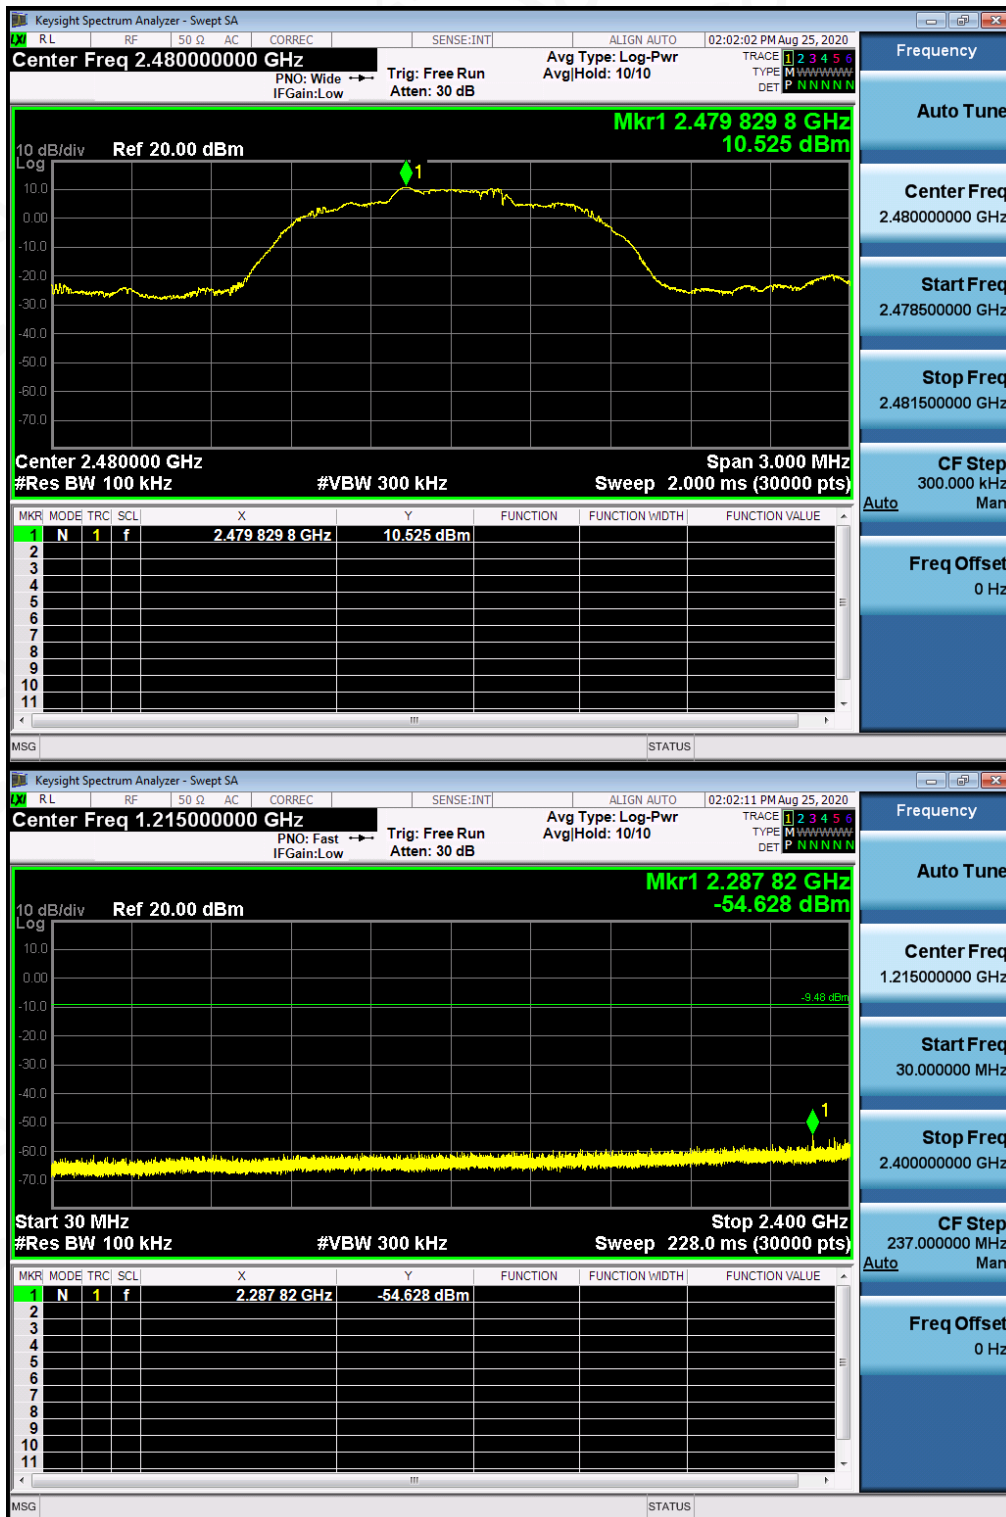 Keysight Spectrum Analyzer - Swept SA
LXI RL RF 50 Ω AC CORREC SENSE:INT ALIGN AUTO 02:02:02 PM Aug 25, 2020
Center Freq 2.480000000 GHz
PNO: Wide
IFGain:Low
Trig: Free Run
Atten: 30 dB
Avg Type: Log-Pwr
Avg|Hold: 10/10
TRACE 1 2 3 4 5 6
TYPE M WWWWW
DET P N N N N N
Mkr1 2.479 829 8 GHz
10.525 dBm
10 dB/div Ref 20.00 dBm
Log
10.0
0.00
-10.0
-20.0
-30.0
-40.0
-50.0
-60.0
-70.0
1
Center 2.480000 GHz Span 3.000 MHz
#Res BW 100 kHz #VBW 300 kHz Sweep 2.000 ms (30000 pts)
MKR MODE TRC SCL X Y FUNCTION FUNCTION WIDTH FUNCTION VALUE
1 N 1 f 2.479 829 8 GHz 10.525 dBm
2
3
4
5
6
7
8
9
10
11
MSG STATUS
Frequency
Auto Tune
Center Freq
2.480000000 GHz
Start Freq
2.478500000 GHz
Stop Freq
2.481500000 GHz
CF Step
300.000 kHz
Auto Man
Freq Offset
0 Hz
Keysight Spectrum Analyzer - Swept SA
LXI RL RF 50 Ω AC CORREC SENSE:INT ALIGN AUTO 02:02:11 PM Aug 25, 2020
Center Freq 1.215000000 GHz
PNO: Fast
IFGain:Low
Trig: Free Run
Atten: 30 dB
Avg Type: Log-Pwr
Avg|Hold: 10/10
TRACE 1 2 3 4 5 6
TYPE M WWWWW
DET P N N N N N
Mkr1 2.287 82 GHz
-54.628 dBm
10 dB/div Ref 20.00 dBm
Log
10.0
0.00
-10.0
-20.0
-30.0
-40.0
-50.0
-60.0
-70.0
-9.48 dBm
1
Start 30 MHz Stop 2.400 GHz
#Res BW 100 kHz #VBW 300 kHz Sweep 228.0 ms (30000 pts)
MKR MODE TRC SCL X Y FUNCTION FUNCTION WIDTH FUNCTION VALUE
1 N 1 f 2.287 82 GHz -54.628 dBm
2
3
4
5
6
7
8
9
10
11
MSG STATUS
Frequency
Auto Tune
Center Freq
1.215000000 GHz
Start Freq
30.000000 MHz
Stop Freq
2.400000000 GHz
CF Step
237.000000 MHz
Auto Man
Freq Offset
0 Hz